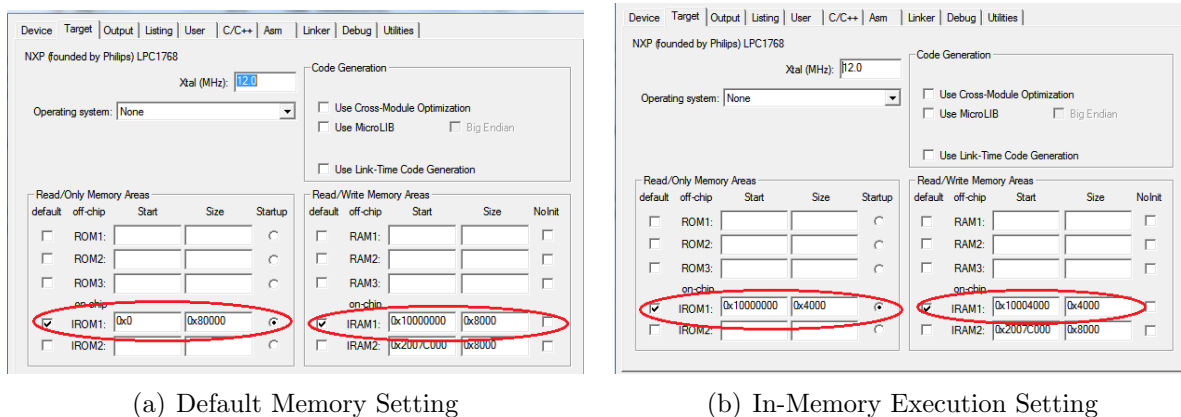 Device Target Output Listing User C/C++ Asm Linker Debug Utilities
NXP (founded by Philips) LPC1768
Xtal (MHz): 12.0
Operating system: None
Code Generation
Use Cross-Module Optimization
Use MicroLIB Big Endian
Use Link-Time Code Generation
Read/Only Memory Areas
default off-chip Start Size Startup
ROM1:
ROM2:
ROM3:
on-chip
IROM1: 0x0 0x80000
IROM2:
Read/Write Memory Areas
default off-chip Start Size NoInit
RAM1:
RAM2:
RAM3:
on-chip
IRAM1: 0x10000000 0x8000
IRAM2: 0x2007C000 0x8000
(a) Default Memory Setting
Device Target Output Listing User C/C++ Asm Linker Debug Utilities
NXP (founded by Philips) LPC1768
Xtal (MHz): 12.0
Operating system: None
Code Generation
Use Cross-Module Optimization
Use MicroLIB Big Endian
Use Link-Time Code Generation
Read/Only Memory Areas
default off-chip Start Size Startup
ROM1:
ROM2:
ROM3:
on-chip
IROM1: 0x10000000 0x4000
IROM2:
Read/Write Memory Areas
default off-chip Start Size NoInit
RAM1:
RAM2:
RAM3:
on-chip
IRAM1: 0x10004000 0x4000
IRAM2: 0x2007C000 0x8000
(b) In-Memory Execution Setting